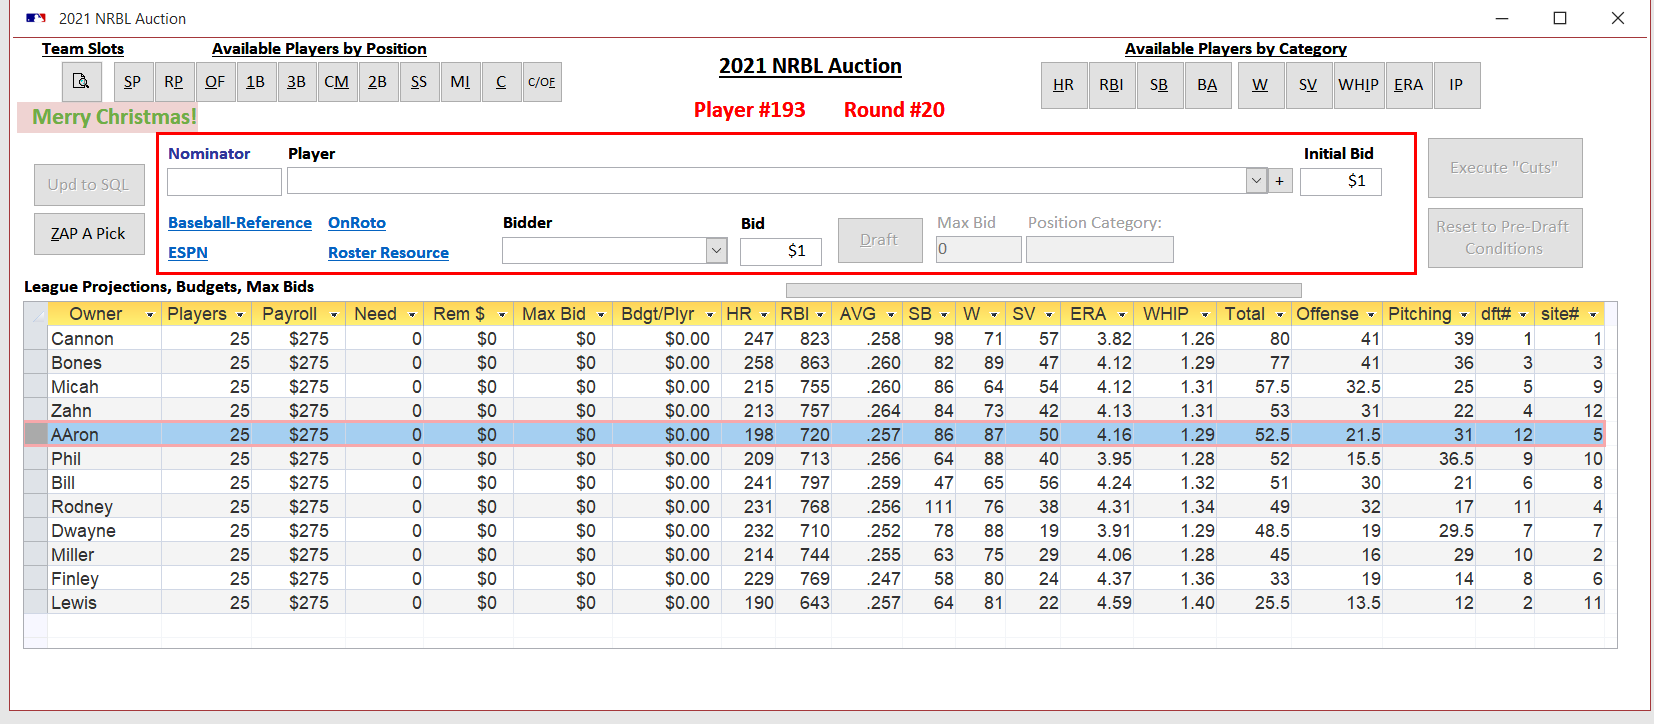 2021 NRBL Auction
Team Slots Available Players by Position Available Players by Category
2021 NRBL Auction
SP RP OF 1B 3B CM 2B SS MI C C/OF HR RBI SB BA W SV WHIP ERA IP
Merry Christmas!
Player #193 Round #20
Nominator Player Initial Bid
Upd to SQL + $1 Execute "Cuts"
ZAP A Pick
Baseball-Reference OnRoto Bidder Bid Draft Max Bid Position Category: Reset to Pre-Draft Conditions
ESPN Roster Resource $1 0
League Projections, Budgets, Max Bids
Owner Players Payroll Need Rem $ Max Bid Bdgt/Plyr HR RBI AVG SB W SV ERA WHIP Total Offense Pitching dft# site#
Cannon 25 $275 0 $0 $0 $0.00 247 823 .258 98 71 57 3.82 1.26 80 41 39 1 1
Bones 25 $275 0 $0 $0 $0.00 258 863 .260 82 89 47 4.12 1.29 77 41 36 3 3
Micah 25 $275 0 $0 $0 $0.00 215 755 .260 86 64 54 4.12 1.31 57.5 32.5 25 5 9
Zahn 25 $275 0 $0 $0 $0.00 213 757 .264 84 73 42 4.13 1.31 53 31 22 4 12
AAron 25 $275 0 $0 $0 $0.00 198 720 .257 86 87 50 4.16 1.29 52.5 21.5 31 12 5
Phil 25 $275 0 $0 $0 $0.00 209 713 .256 64 88 40 3.95 1.28 52 15.5 36.5 9 10
Bill 25 $275 0 $0 $0 $0.00 241 797 .259 47 65 56 4.24 1.32 51 30 21 6 8
Rodney 25 $275 0 $0 $0 $0.00 231 768 .256 111 76 38 4.31 1.34 49 32 17 11 4
Dwayne 25 $275 0 $0 $0 $0.00 232 710 .252 78 88 19 3.91 1.29 48.5 19 29.5 7 7
Miller 25 $275 0 $0 $0 $0.00 214 744 .255 63 75 29 4.06 1.28 45 16 29 10 2
Finley 25 $275 0 $0 $0 $0.00 229 769 .247 58 80 24 4.37 1.36 33 19 14 8 6
Lewis 25 $275 0 $0 $0 $0.00 190 643 .257 64 81 22 4.59 1.40 25.5 13.5 12 2 11